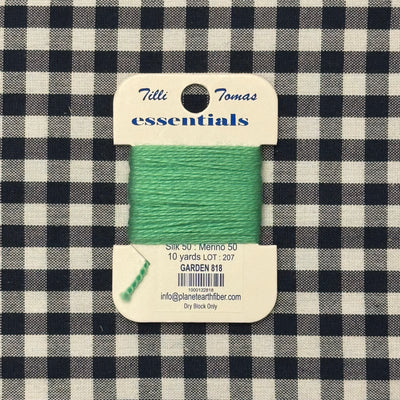 Tilli Tomas
essentials
Silk 50 : Merino 50
10 yards LOT : 207
GARDEN 818
1000122818
info@planetearthfiber.com
Dry Block Only